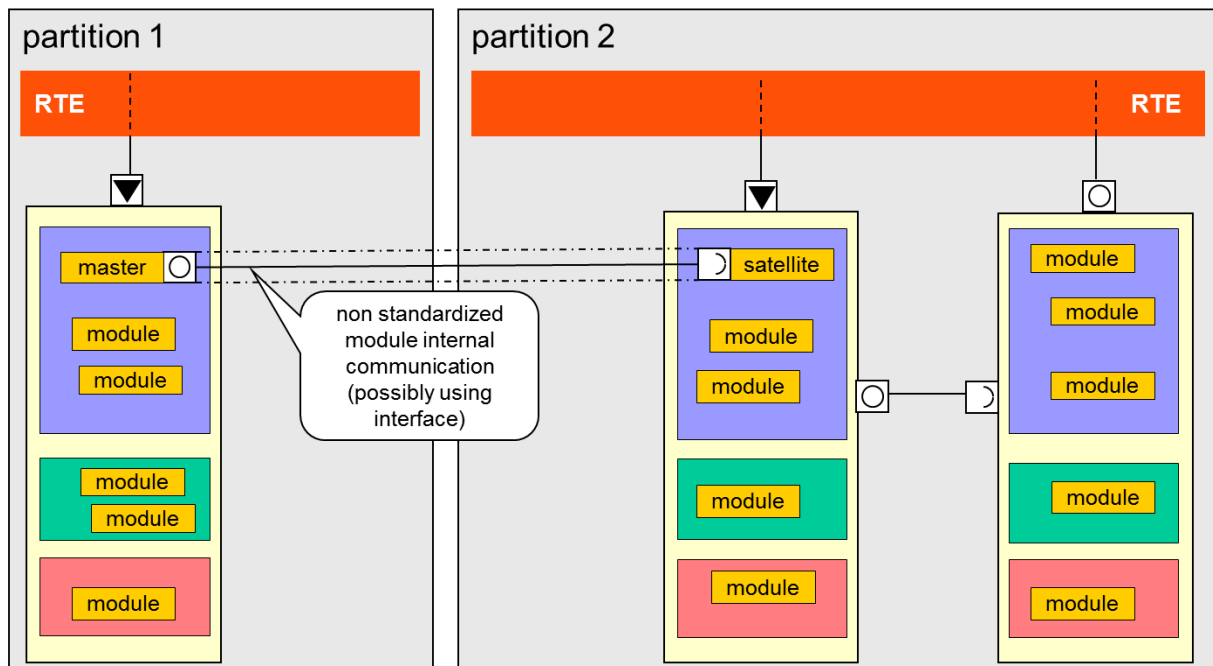 partition 1
RTE
master
module
module
module
module
module
non standardized
module internal
communication
(possibly using
interface)
partition 2
RTE
satellite
module
module
module
module
module
module
module
module
module